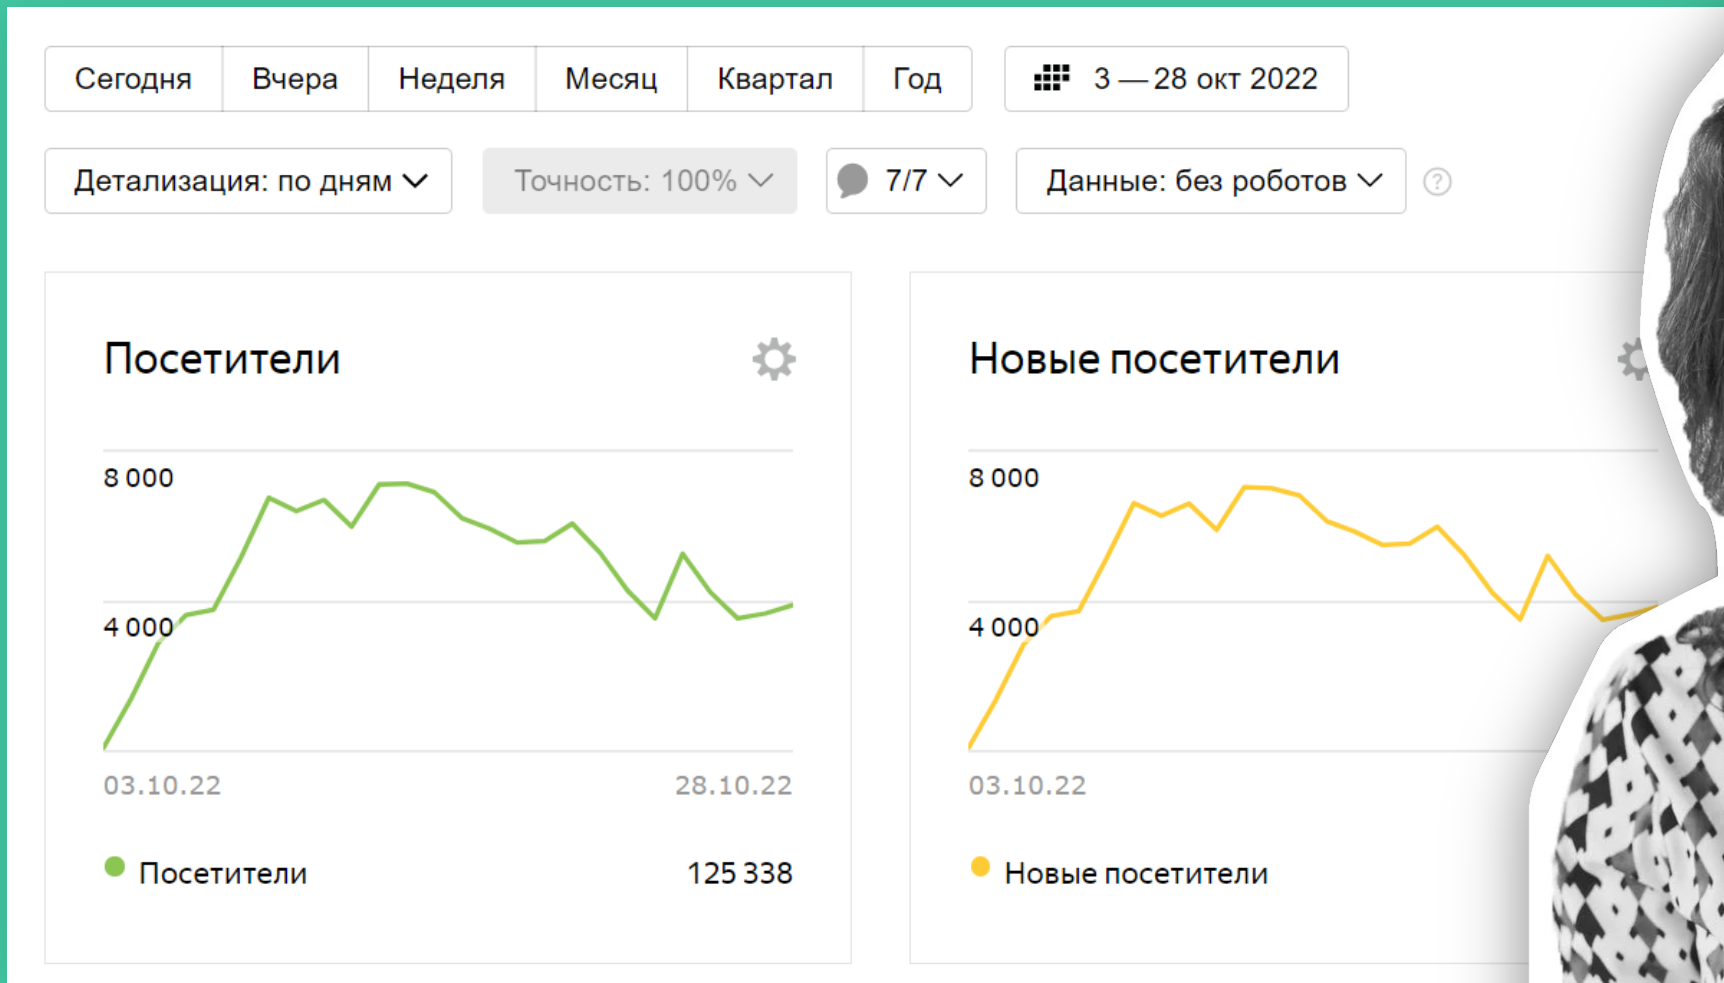 Сегодня Вчера Неделя Месяц Квартал Год 3 — 28 окт 2022
Детализация: по дням Точность: 100% 7/7 Данные: без роботов ?
Посетители
8 000
4 000
03.10.22 28.10.22
Посетители 125 338
Новые посетители
8 000
4 000
03.10.22
Новые посетители